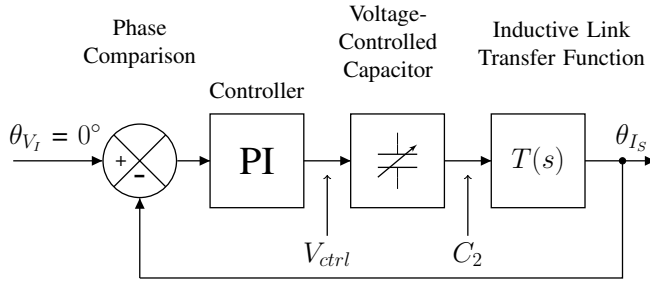 Phase
Comparison
Voltage-
Controlled
Capacitor
Inductive Link
Transfer Function
Controller
θ_{V_I} = 0°
+
-
PI
T(s)
θ_{I_S}
V_{ctrl}
C_2